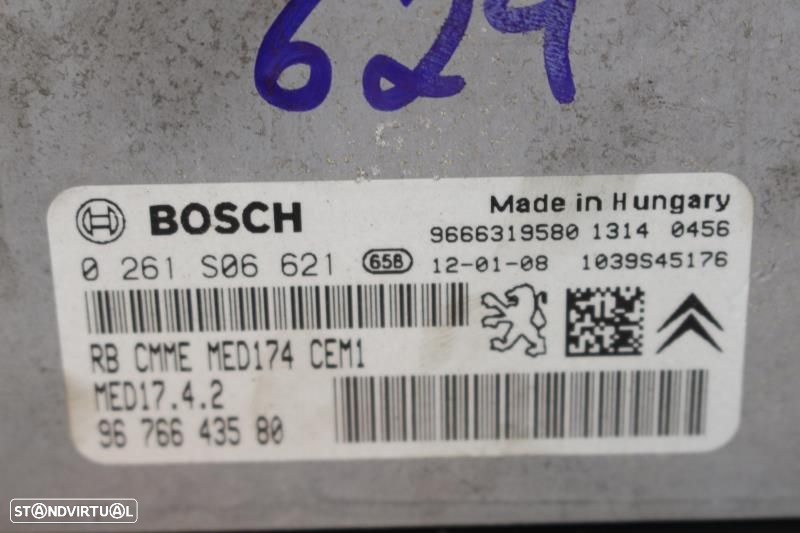 629
BOSCH
Made in Hungary
9666319580 1314 0456
0 261 S06 621 658 12-01-08 1039S45176
RB CMME MED174 CEM1
MED17.4.2
96 766 435 80
STANDVIRTUAL